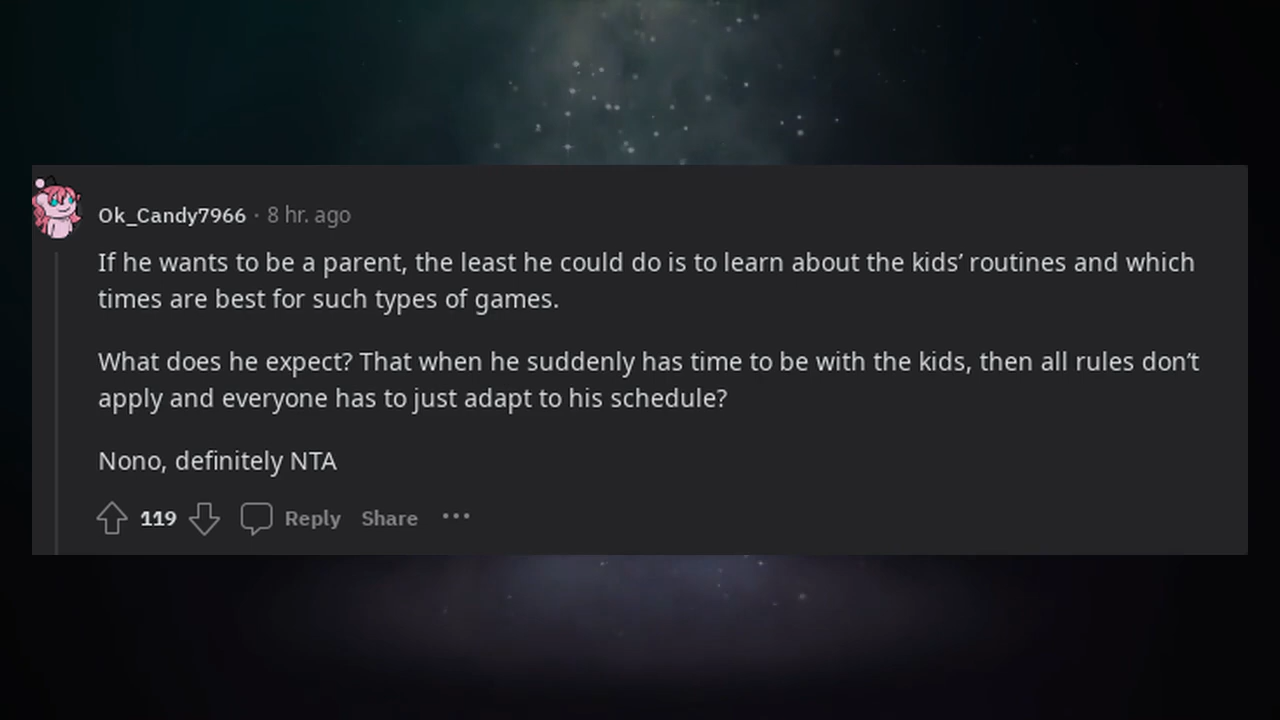 Ok_Candy7966 · 8 hr. ago
If he wants to be a parent, the least he could do is to learn about the kids’ routines and which
times are best for such types of games.
What does he expect? That when he suddenly has time to be with the kids, then all rules don’t
apply and everyone has to just adapt to his schedule?
Nono, definitely NTA
119 Reply Share ···